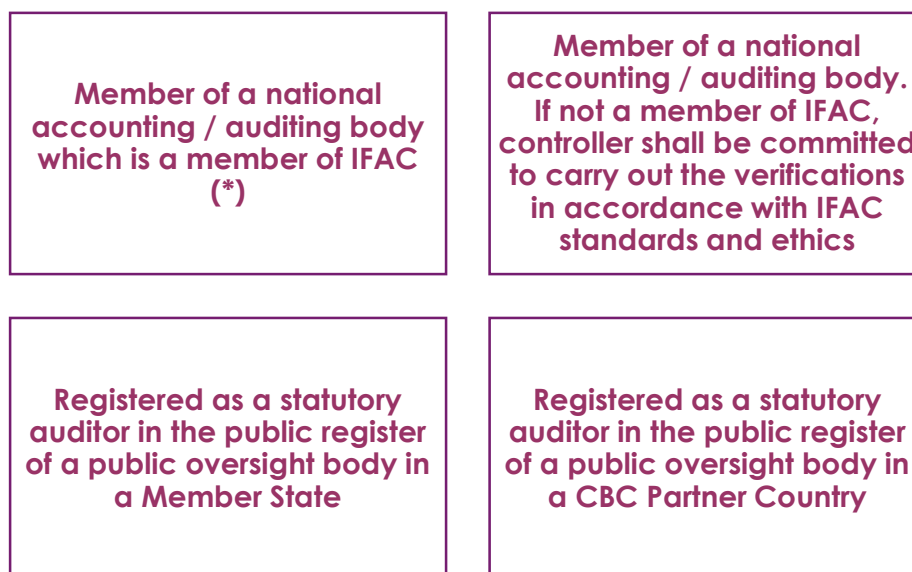 Member of a national
accounting / auditing body
which is a member of IFAC
(*)
Member of a national
accounting / auditing body.
If not a member of IFAC,
controller shall be committed
to carry out the verifications
in accordance with IFAC
standards and ethics
Registered as a statutory
auditor in the public register
of a public oversight body in
a Member State
Registered as a statutory
auditor in the public register
of a public oversight body in
a CBC Partner Country